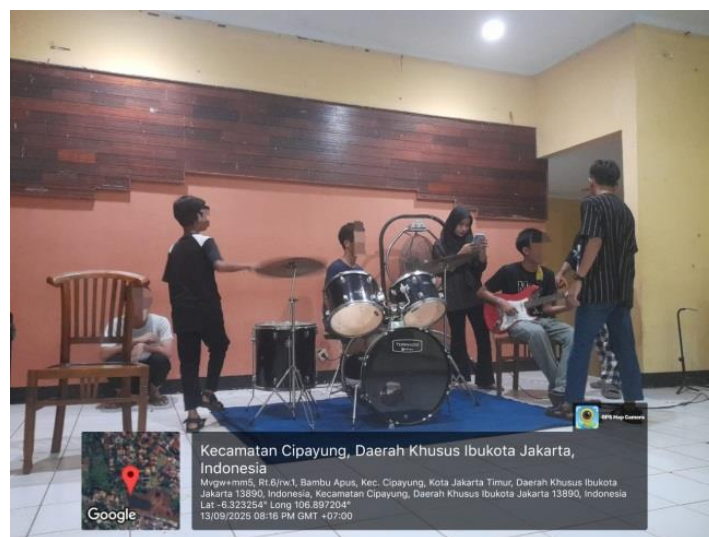 TORNADO
GPS Map Camera
Kecamatan Cipayung, Daerah Khusus Ibukota Jakarta,
Indonesia
Mvgw+mm5, Rt.6/rw.1, Bambu Apus, Kec. Cipayung, Kota Jakarta Timur, Daerah Khusus Ibukota
Jakarta 13890, Indonesia, Kecamatan Cipayung, Daerah Khusus Ibukota Jakarta 13890, Indonesia
Lat -6.323254° Long 106.897204°
13/09/2025 08:16 PM GMT +07:00
Google